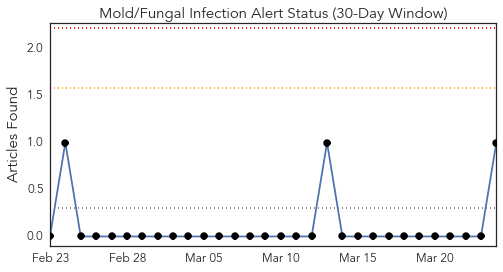 Mold/Fungal Infection Alert Status (30-Day Window)
Articles Found
2.0
1.5
1.0
0.5
0.0
Feb 23 Feb 28 Mar 05 Mar 10 Mar 15 Mar 20